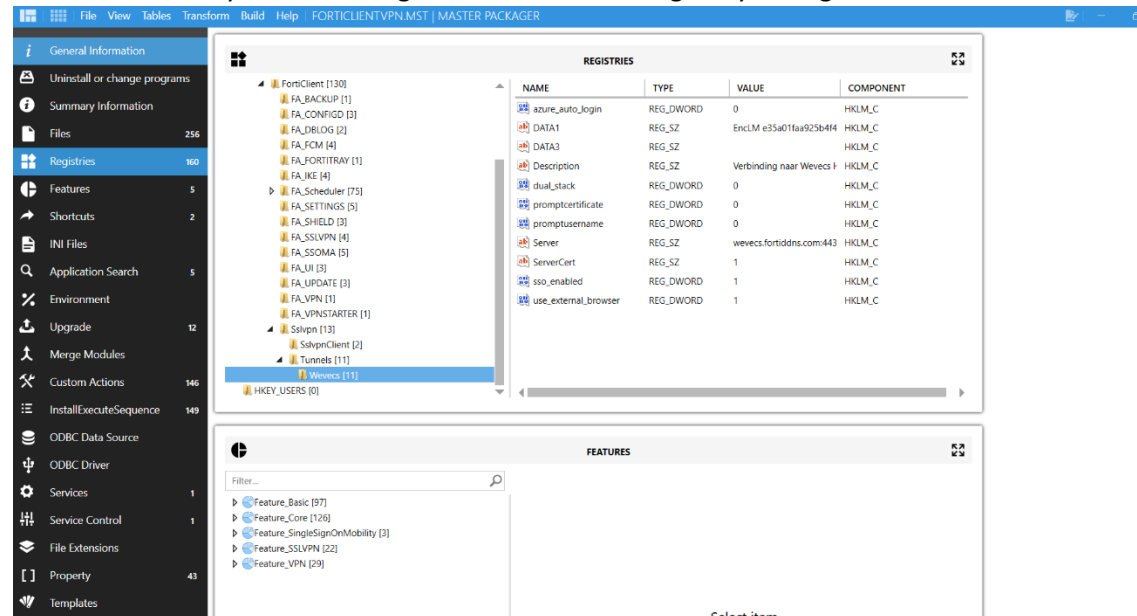 File View Tables Transform Build Help FORTICLIENTVPN.MST | MASTER PACKAGER
General Information
Uninstall or change programs
Summary Information
Files 256
Registries 160
Features 5
Shortcuts 2
INI Files
Application Search 5
Environment
Upgrade 12
Merge Modules
Custom Actions 146
InstallExecuteSequence 149
ODBC Data Source
ODBC Driver
Services 1
Service Control 1
File Extensions
Property 43
Templates
REGISTRIES
FortiClient [130]
FA_BACKUP [1]
FA_CONFIGD [3]
FA_DBLOG [2]
FA_FCM [4]
FA_FORTITRAY [1]
FA_IKE [4]
FA_Scheduler [75]
FA_SETTINGS [5]
FA_SHIELD [3]
FA_SSLVPN [4]
FA_SSOMA [5]
FA_UI [3]
FA_UPDATE [3]
FA_VPN [1]
FA_VPNSTARTER [1]
Sslvpn [13]
SslvpnClient [2]
Tunnels [11]
Wevecs [11]
HKEY_USERS [0]
NAME TYPE VALUE COMPONENT
azure_auto_login REG_DWORD 0 HKLM_C
DATA1 REG_SZ EncLM e35a01faa925b4f4 HKLM_C
DATA3 REG_SZ HKLM_C
Description REG_SZ Verbinding naar Wevecs HKLM_C
dual_stack REG_DWORD 0 HKLM_C
promptcertificate REG_DWORD 0 HKLM_C
promptusername REG_DWORD 0 HKLM_C
Server REG_SZ wevecs.fortiddns.com:443 HKLM_C
ServerCert REG_SZ 1 HKLM_C
sso_enabled REG_DWORD 1 HKLM_C
use_external_browser REG_DWORD 1 HKLM_C
FEATURES
Filter...
Feature_Basic [97]
Feature_Core [126]
Feature_SingleSignOnMobility [3]
Feature_SSLVPN [22]
Feature_VPN [29]
Select item